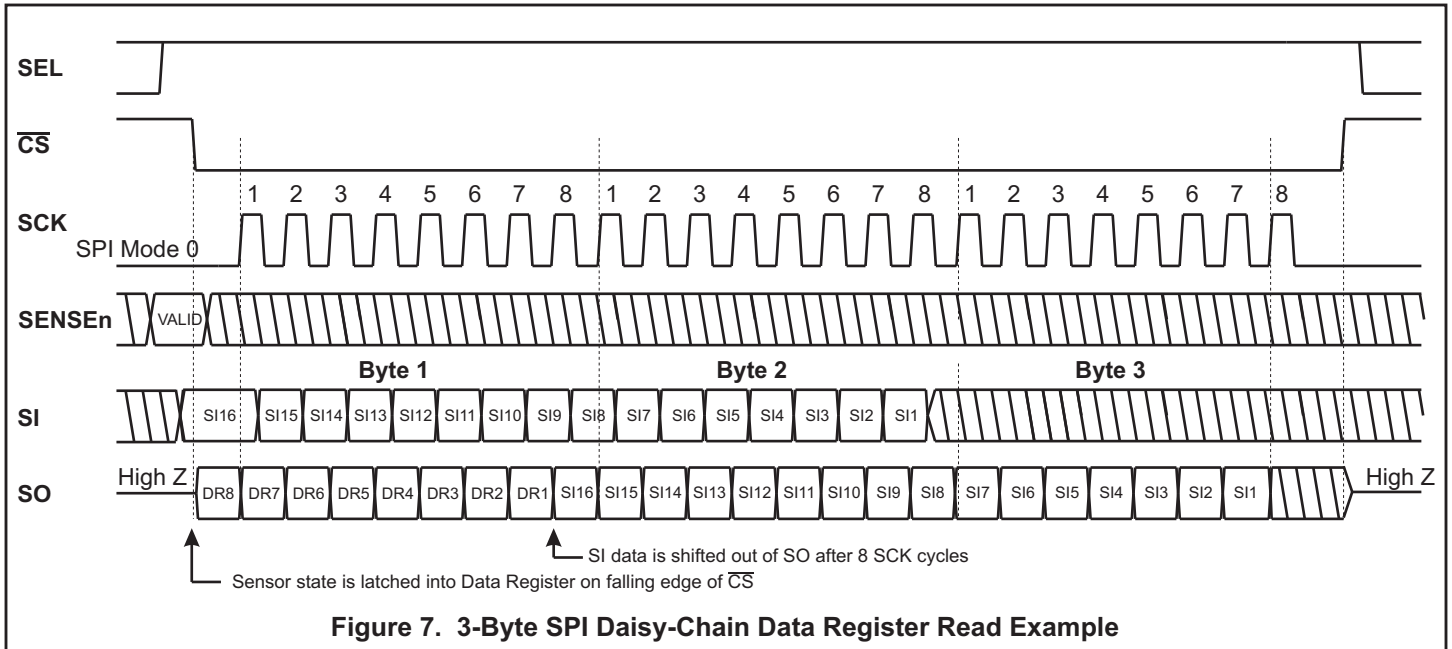 SEL
CS
1 2 3 4 5 6 7 8 1 2 3 4 5 6 7 8 1 2 3 4 5 6 7 8
SCK
SPI Mode 0
SENSEn VALID
Byte 1 Byte 2 Byte 3
SI SI16 SI15 SI14 SI13 SI12 SI11 SI10 SI9 SI8 SI7 SI6 SI5 SI4 SI3 SI2 SI1
High Z High Z
SO DR8 DR7 DR6 DR5 DR4 DR3 DR2 DR1 SI16 SI15 SI14 SI13 SI12 SI11 SI10 SI9 SI8 SI7 SI6 SI5 SI4 SI3 SI2 SI1
SI data is shifted out of SO after 8 SCK cycles
Sensor state is latched into Data Register on falling edge of CS
Figure 7. 3-Byte SPI Daisy-Chain Data Register Read Example